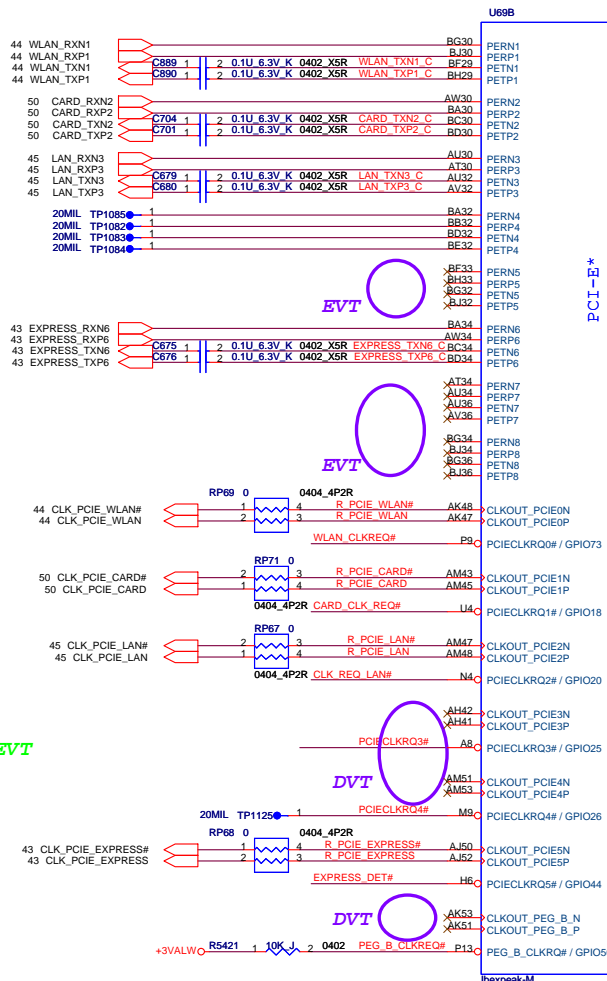 U69B
44 WLAN_RXN1 BG30 PERN1
44 WLAN_RXP1 BJ30 PERP1
44 WLAN_TXN1 C889 1 2 0.1U_6.3V_K 0402_X5R WLAN_TXN1_C BF29 PETN1
44 WLAN_TXP1 C890 1 2 0.1U_6.3V_K 0402_X5R WLAN_TXP1_C BH29 PETP1
50 CARD_RXN2 AW30 PERN2
50 CARD_RXP2 BA30 PERP2
50 CARD_TXN2 C704 1 2 0.1U_6.3V_K 0402_X5R CARD_TXN2_C BC30 PETN2
50 CARD_TXP2 C701 1 2 0.1U_6.3V_K 0402_X5R CARD_TXP2_C BD30 PETP2
45 LAN_RXN3 AU30 PERN3
45 LAN_RXP3 AT30 PERP3
45 LAN_TXN3 C679 1 2 0.1U_6.3V_K 0402_X5R LAN_TXN3_C AU32 PETN3
45 LAN_TXP3 C680 1 2 0.1U_6.3V_K 0402_X5R LAN_TXP3_C AV32 PETP3
20MIL TP1085 1 BA32 PERN4
20MIL TP1082 1 BB32 PERP4
20MIL TP1083 1 BD32 PETN4
20MIL TP1084 1 BE32 PETP4
PCI-E*
BF33 PERN5
BH33 PERP5
BG32 PETN5
EVT BJ32 PETP5
43 EXPRESS_RXN6 BA34 PERN6
43 EXPRESS_RXP6 AW34 PERP6
43 EXPRESS_TXN6 C675 1 2 0.1U_6.3V_K 0402_X5R EXPRESS_TXN6_C BC34 PETN6
43 EXPRESS_TXP6 C676 1 2 0.1U_6.3V_K 0402_X5R EXPRESS_TXP6_C BD34 PETP6
AT34 PERN7
AU34 PERP7
AU36 PETN7
AV36 PETP7
BG34 PERN8
BJ34 PERP8
EVT BG36 PETN8
BJ36 PETP8
RP69 0 0404_4P2R
44 CLK_PCIE_WLAN# 1 4 R_PCIE_WLAN# AK48 CLKOUT_PCIE0N
44 CLK_PCIE_WLAN 2 3 R_PCIE_WLAN AK47 CLKOUT_PCIE0P
WLAN_CLKREQ# P9 PCIECLKRQ0# / GPIO73
RP71 0
50 CLK_PCIE_CARD# 2 3 R_PCIE_CARD# AM43 CLKOUT_PCIE1N
50 CLK_PCIE_CARD 1 4 R_PCIE_CARD AM45 CLKOUT_PCIE1P
0404_4P2R CARD_CLK_REQ# U4 PCIECLKRQ1# / GPIO18
RP67 0
45 CLK_PCIE_LAN# 2 3 R_PCIE_LAN# AM47 CLKOUT_PCIE2N
45 CLK_PCIE_LAN 1 4 R_PCIE_LAN AM48 CLKOUT_PCIE2P
0404_4P2R CLK_REQ_LAN# N4 PCIECLKRQ2# / GPIO20
AH42 CLKOUT_PCIE3N
AH41 CLKOUT_PCIE3P
EVT PCIECLKRQ3# A8 PCIECLKRQ3# / GPIO25
DVT AM51 CLKOUT_PCIE4N
AM53 CLKOUT_PCIE4P
20MIL TP1125 1 PCIECLKRQ4# M9 PCIECLKRQ4# / GPIO26
RP68 0 0404_4P2R
43 CLK_PCIE_EXPRESS# 1 4 R_PCIE_EXPRESS# AJ50 CLKOUT_PCIE5N
43 CLK_PCIE_EXPRESS 2 3 R_PCIE_EXPRESS AJ52 CLKOUT_PCIE5P
EXPRESS_DET# H6 PCIECLKRQ5# / GPIO44
DVT AK53 CLKOUT_PEG_B_N
AK51 CLKOUT_PEG_B_P
+3VALW R5421 1 10K_J 2 0402 PEG_B_CLKREQ# P13 PEG_B_CLKRQ# / GPIO5
Ibexpeak-M